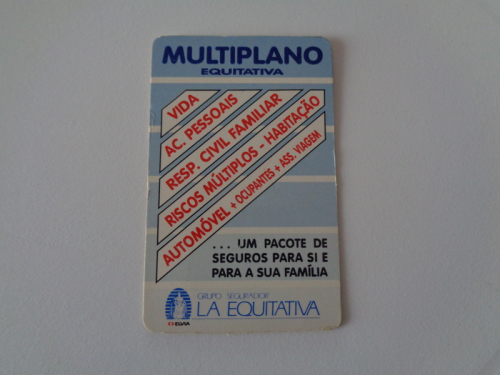 MULTIPLANO
EQUITATIVA
VIDA
AC. PESSOAIS
RESP. CIVIL FAMILIAR
RISCOS MÚLTIPLOS - HABITAÇÃO
AUTOMÓVEL + OCUPANTES + ASS. VIAGEM
... UM PACOTE DE
SEGUROS PARA SI E
PARA A SUA FAMÍLIA
GRUPO SEGURADOR
LA EQUITATIVA
ELVIA